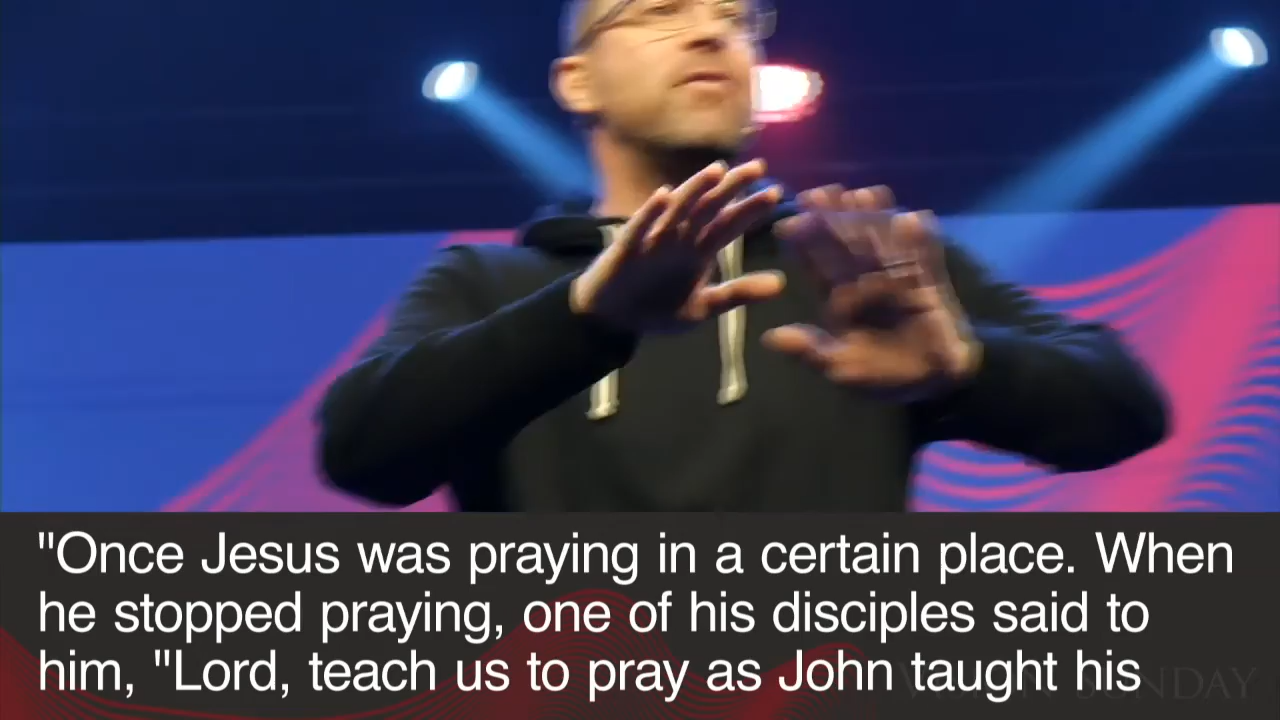 "Once Jesus was praying in a certain place. When
he stopped praying, one of his disciples said to
him, "Lord, teach us to pray as John taught his
SUNDAY